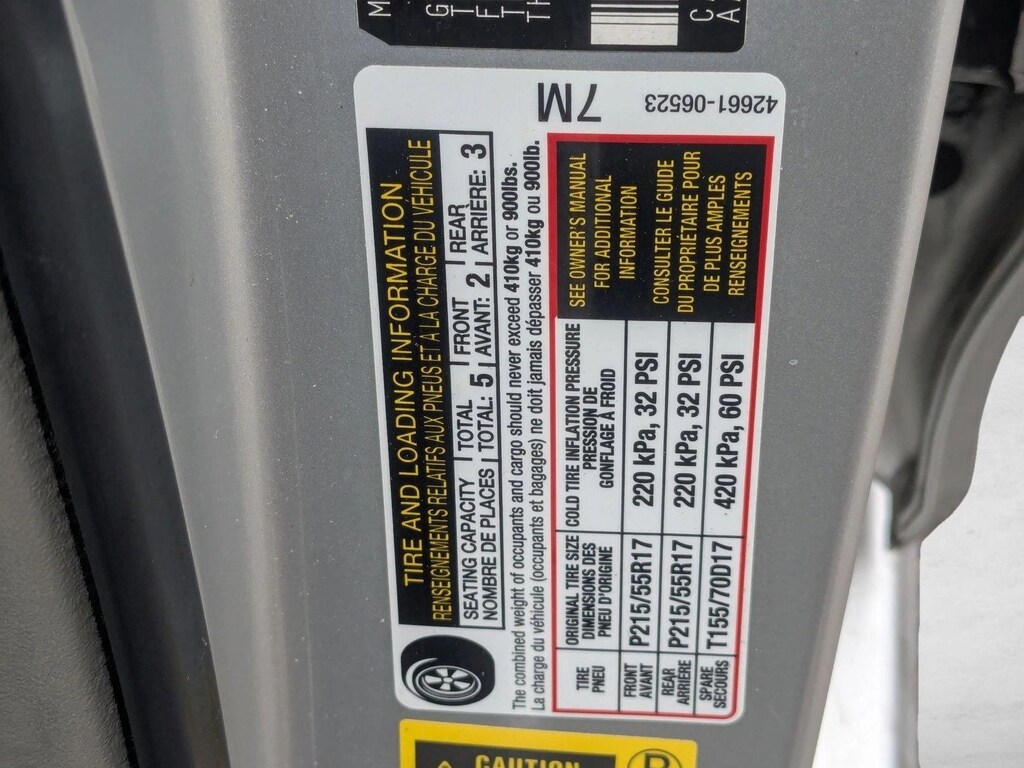 TIRE AND LOADING INFORMATION
RENSEIGNEMENTS RELATIFS AUX PNEUS ET A LA CHARGE DU VÉHICULE
SEATING CAPACITY | TOTAL | FRONT | REAR
NOMBRE DE PLACES | TOTAL: 5 | AVANT: 2 | ARRIÈRE: 3
The combined weight of occupants and cargo should never exceed 410kg or 900lbs.
La charge du véhicule (occupants et bagages) ne doit jamais dépasser 410kg ou 900lb.
TIRE
PNEU
ORIGINAL TIRE SIZE
DIMENSIONS DES
PNEU D'ORIGINE
COLD TIRE INFLATION PRESSURE
PRESSION DE
GONFLAGE À FROID
FRONT
AVANT
P215/55R17
220 kPa, 32 PSI
REAR
ARRIÈRE
P215/55R17
220 kPa, 32 PSI
SPARE
SECOURS
T155/70D17
420 kPa, 60 PSI
SEE OWNER'S MANUAL
FOR ADDITIONAL
INFORMATION
CONSULTER LE GUIDE
DU PROPRIÉTAIRE POUR
DE PLUS AMPLES
RENSEIGNEMENTS
7M
42661-06523
CAUTION